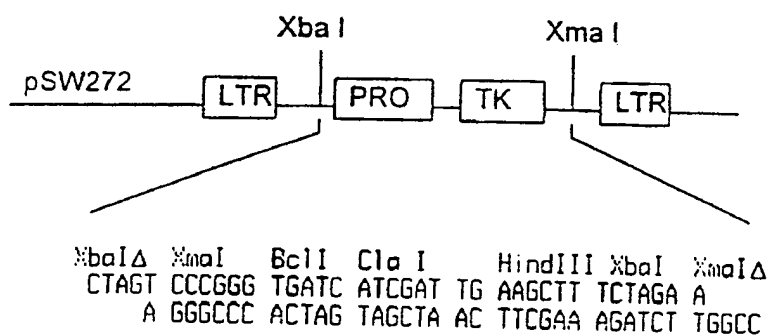 Xba I Xma I
pSW272 LTR PRO TK LTR
XbaIΔ XmaI BclI Cla I HindIII XbaI XmaIΔ
CTAGT CCCGGG TGATC ATCGAT TG AAGCTT TCTAGA A
A GGGCCC ACTAG TAGCTA AC TTCGAA AGATCT TGGCC